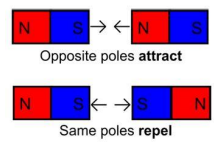 N S → ← N S
Opposite poles attract
N S ← → S N
Same poles repel